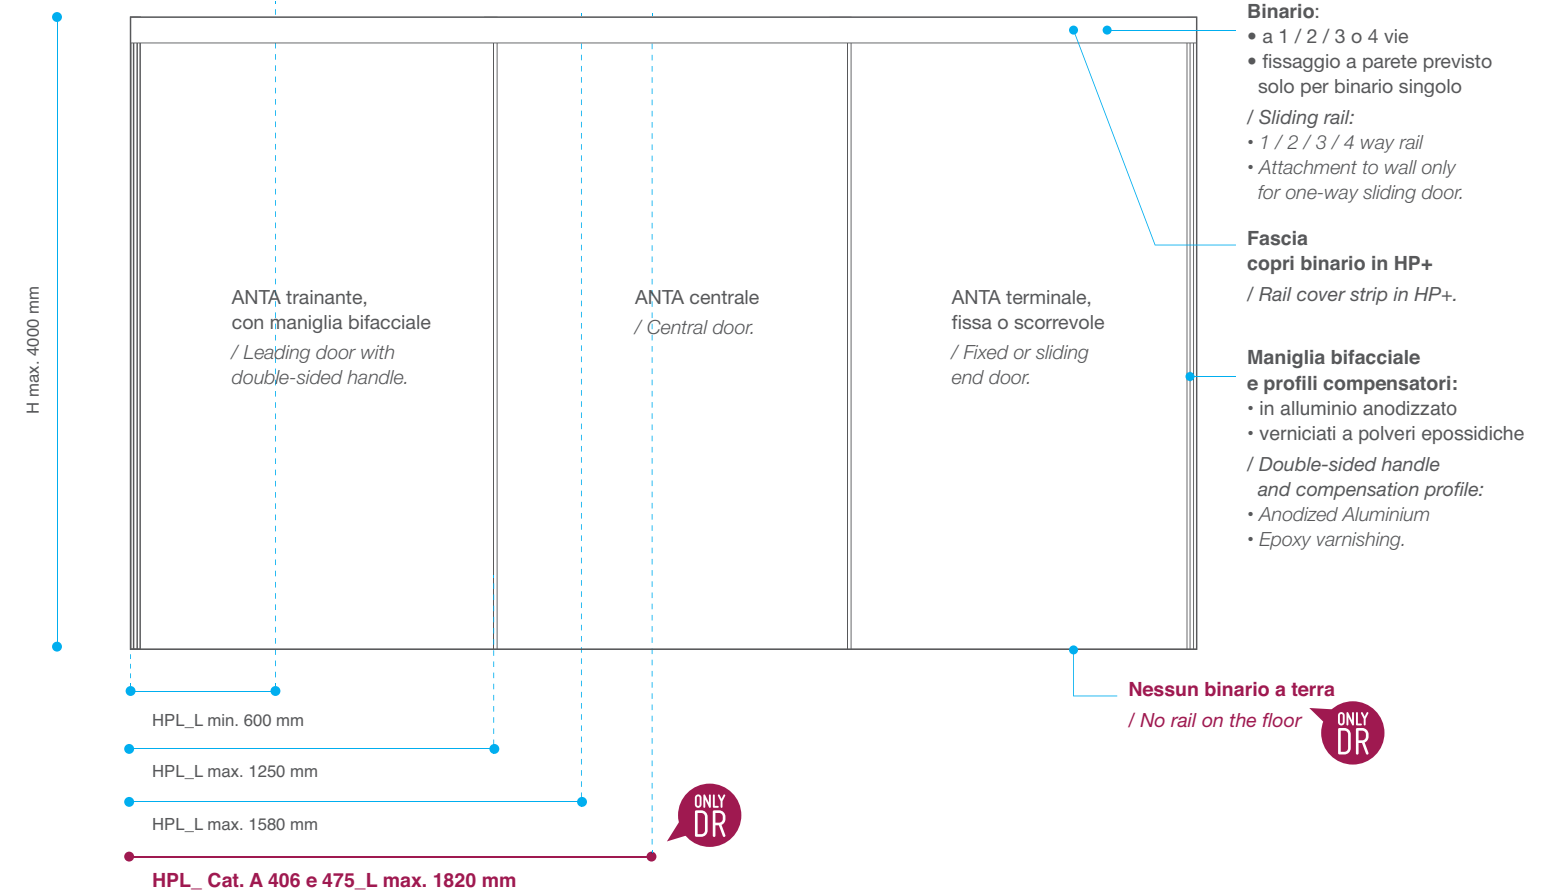 Binario:
• a 1 / 2 / 3 o 4 vie
• fissaggio a parete previsto
solo per binario singolo
/ Sliding rail:
• 1 / 2 / 3 / 4 way rail
• Attachment to wall only
for one-way sliding door.
Fascia
copri binario in HP+
/ Rail cover strip in HP+.
Maniglia bifacciale
e profili compensatori:
• in alluminio anodizzato
• verniciati a polveri epossidiche
/ Double-sided handle
and compensation profile:
• Anodized Aluminium
• Epoxy varnishing.
H max. 4000 mm
ANTA trainante,
con maniglia bifacciale
/ Leading door with
double-sided handle.
ANTA centrale
/ Central door.
ANTA terminale,
fissa o scorrevole
/ Fixed or sliding
end door.
Nessun binario a terra
/ No rail on the floor
ONLY
DR
HPL_L min. 600 mm
HPL_L max. 1250 mm
HPL_L max. 1580 mm
ONLY
DR
HPL_ Cat. A 406 e 475_L max. 1820 mm